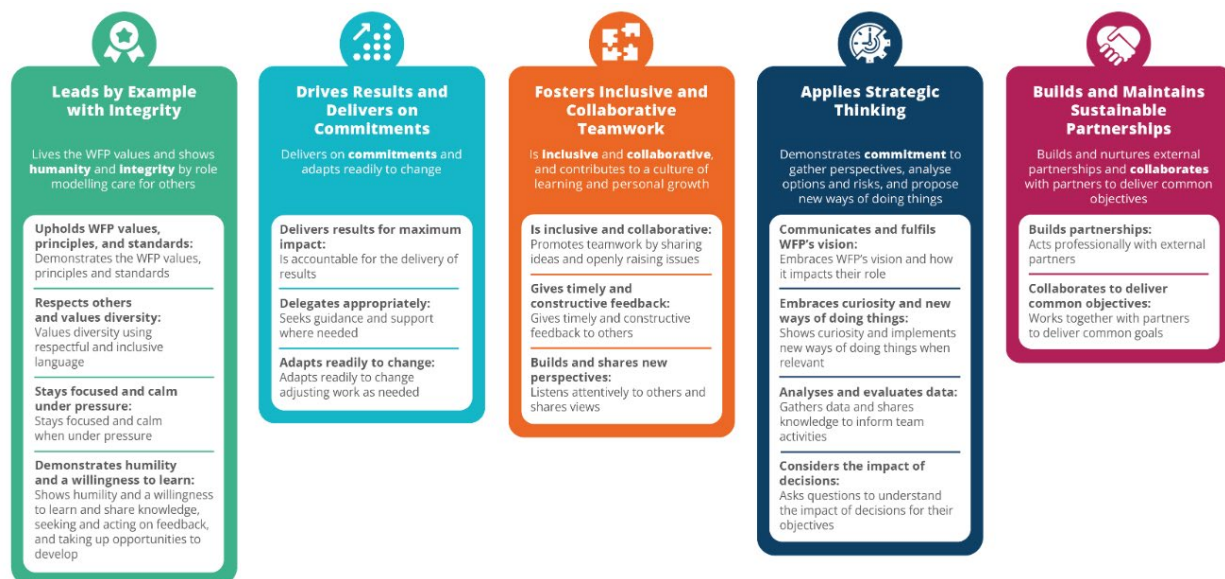 Leads by Example
with Integrity
Lives the WFP values and shows
humanity and integrity by role
modelling care for others
Upholds WFP values,
principles, and standards:
Demonstrates the WFP values,
principles and standards
Respects others
and values diversity:
Values diversity using
respectful and inclusive
language
Stays focused and calm
under pressure:
Stays focused and calm
when under pressure
Demonstrates humility
and a willingness to learn:
Shows humility and a willingness
to learn and share knowledge,
seeking and acting on feedback,
and taking up opportunities to
develop
Drives Results and
Delivers on
Commitments
Delivers on commitments and
adapts readily to change
Delivers results for maximum
impact:
Is accountable for the delivery of
results
Delegates appropriately:
Seeks guidance and support
where needed
Adapts readily to change:
Adapts readily to change
adjusting work as needed
Fosters Inclusive and
Collaborative
Teamwork
Is inclusive and collaborative,
and contributes to a culture of
learning and personal growth
Is inclusive and collaborative:
Promotes teamwork by sharing
ideas and openly raising issues
Gives timely and
constructive feedback:
Gives timely and constructive
feedback to others
Builds and shares new
perspectives:
Listens attentively to others and
shares views
Applies Strategic
Thinking
Demonstrates commitment to
gather perspectives, analyse
options and risks, and propose
new ways of doing things
Communicates and fulfils
WFP's vision:
Embraces WFP's vision and how
it impacts their role
Embraces curiosity and new
ways of doing things:
Shows curiosity and implements
new ways of doing things when
relevant
Analyses and evaluates data:
Gathers data and shares
knowledge to inform team
activities
Considers the impact of
decisions:
Asks questions to understand
the impact of decisions for their
objectives
Builds and Maintains
Sustainable
Partnerships
Builds and nurtures external
partnerships and collaborates
with partners to deliver common
objectives
Builds partnerships:
Acts professionally with external
partners
Collaborates to deliver
common objectives:
Works together with partners
to deliver common goals